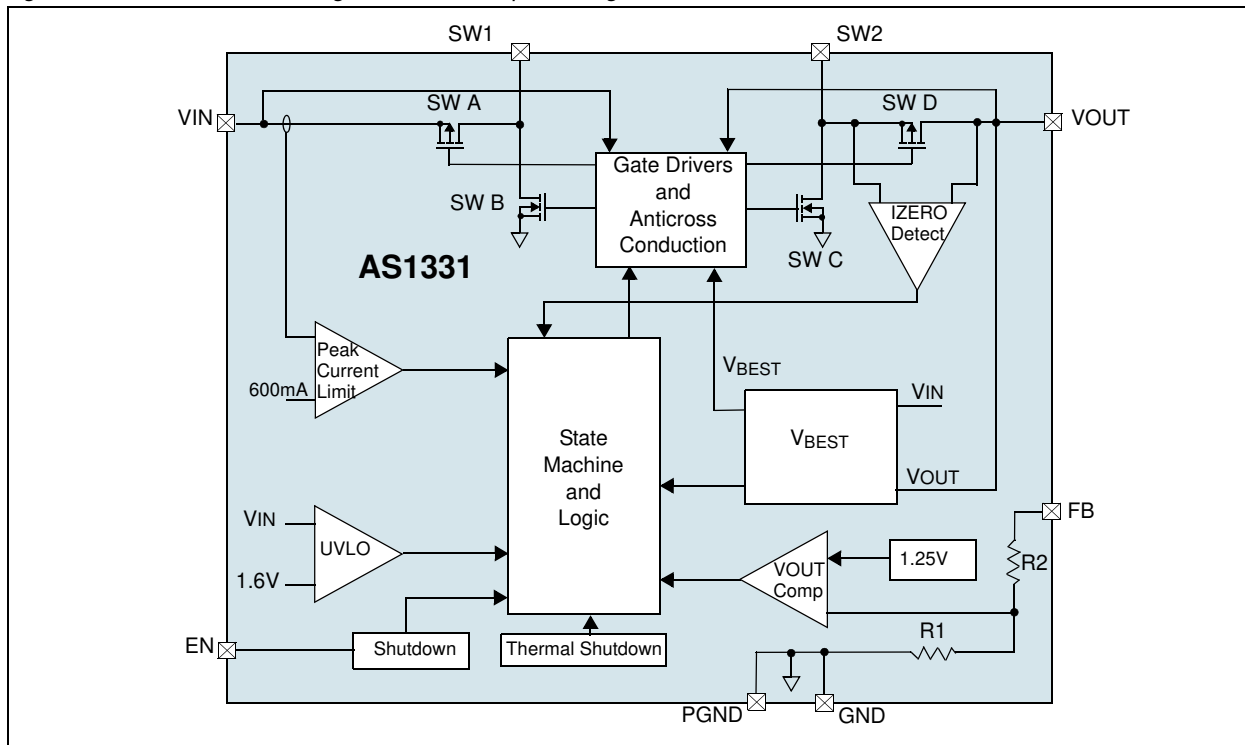 SW1
SW2
SW A
SW D
VIN
VOUT
Gate Drivers
and
Anticross
Conduction
SW B
SW C
IZERO
Detect
AS1331
Peak
Current
Limit
600mA
VBEST
VIN
VBEST
VOUT
State
Machine
and
Logic
VIN
UVLO
1.6V
FB
1.25V
VOUT
Comp
R2
R1
EN
Shutdown
Thermal Shutdown
PGND
GND